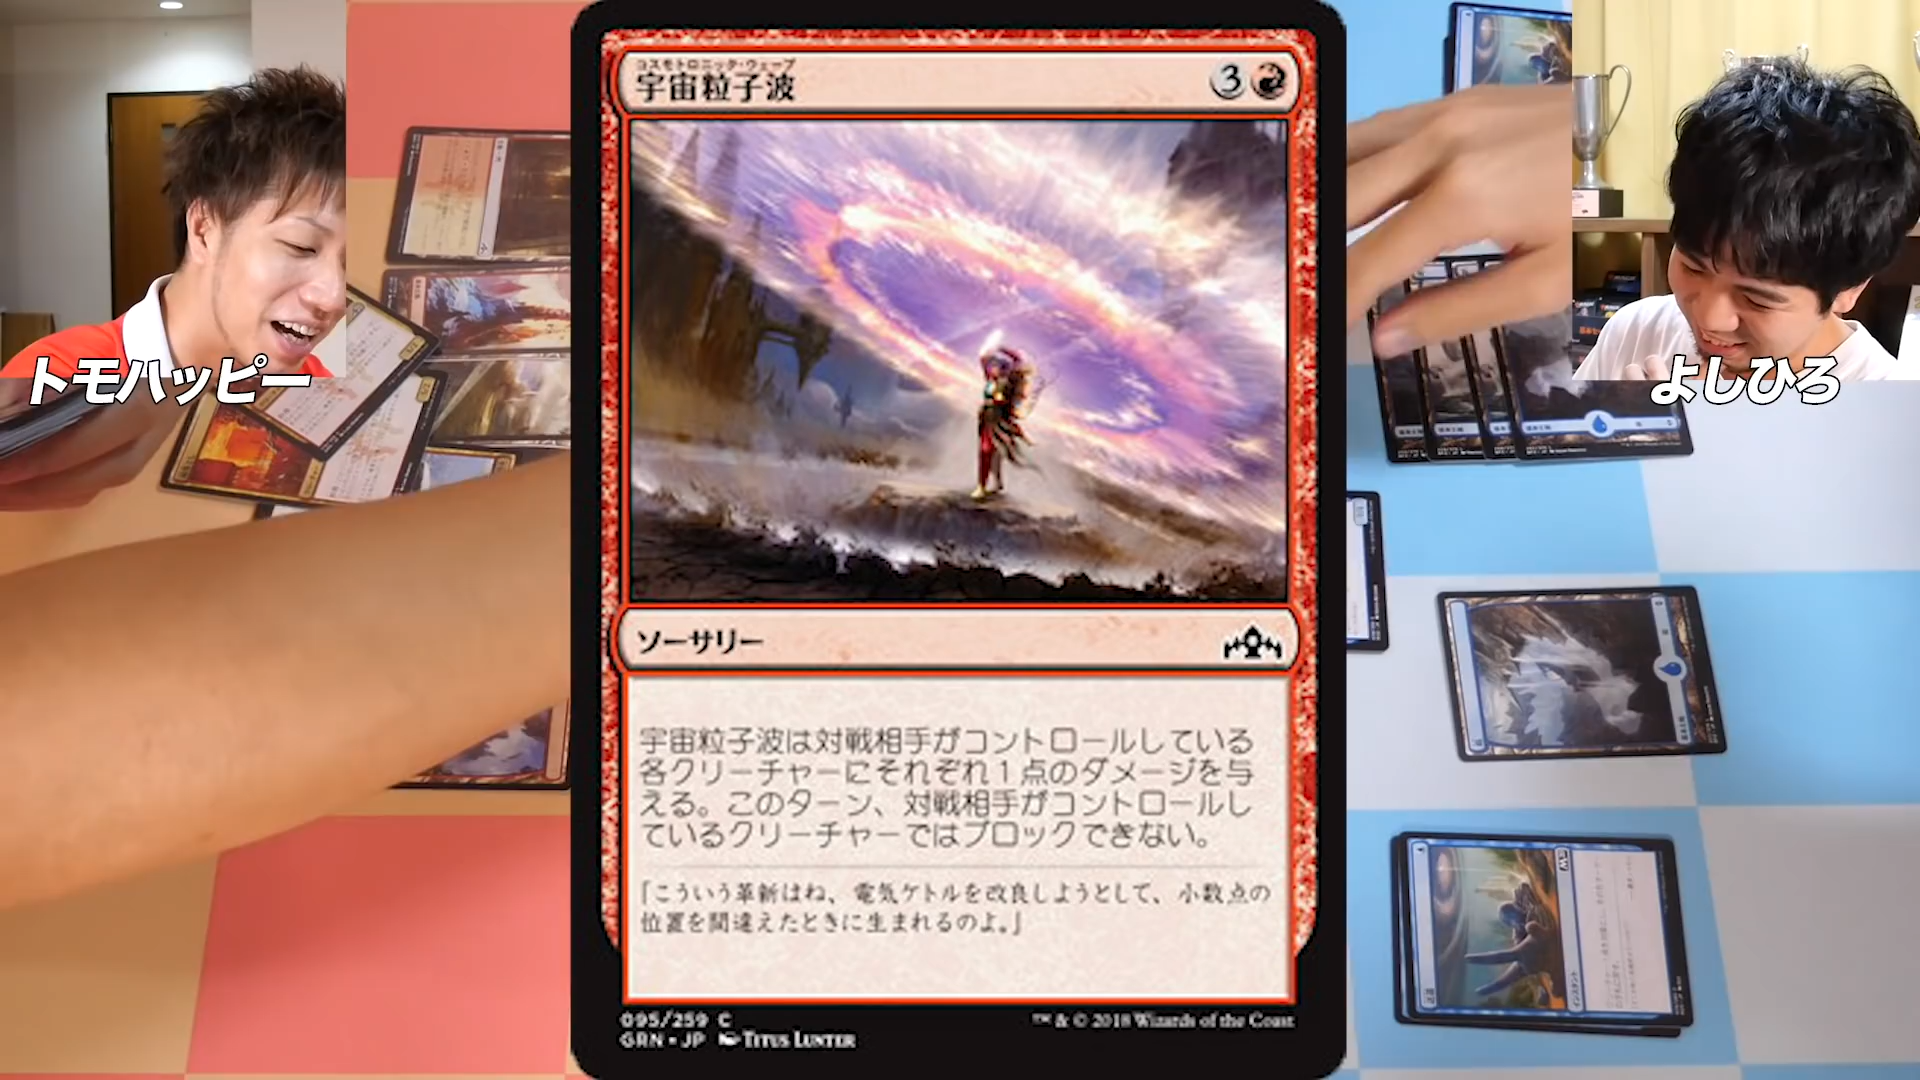 コスモトロニック・ウェーブ
宇宙粒子波
3
トモハッピー
よしひろ
ソーサリー
宇宙粒子波は対戦相手がコントロールしている
各クリーチャーにそれぞれ1点のダメージを与
える。このターン、対戦相手がコントロールし
ているクリーチャーではブロックできない。
「こういう革新はね、電気ケトルを改良しようとして、小数点の
位置を間違えたときに生まれるのよ。」
095/259 C
GRN • JP Titus Lunter
™ & © 2018 Wizards of the Coast
インスタント